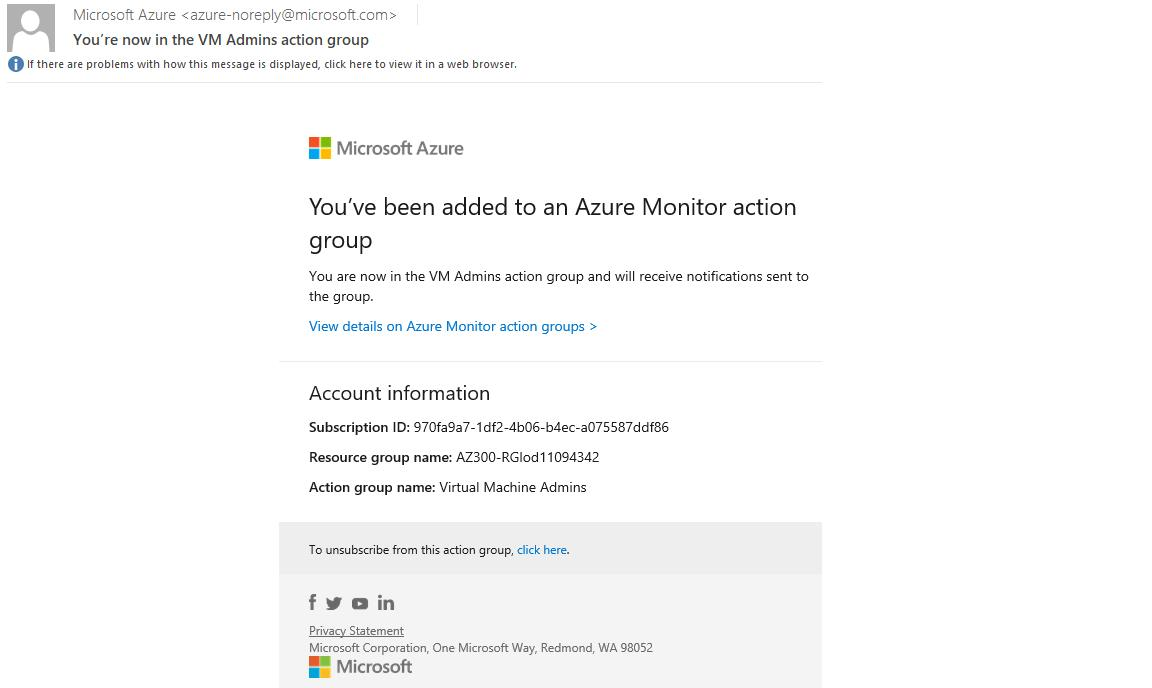 Microsoft Azure <azure-noreply@microsoft.com>
You're now in the VM Admins action group
If there are problems with how this message is displayed, click here to view it in a web browser.
Microsoft Azure
You've been added to an Azure Monitor action
group
You are now in the VM Admins action group and will receive notifications sent to
the group.
View details on Azure Monitor action groups >
Account information
Subscription ID: 970fa9a7-1df2-4b06-b4ec-a075587ddf86
Resource group name: AZ300-RGlod11094342
Action group name: Virtual Machine Admins
To unsubscribe from this action group, click here.
Privacy Statement
Microsoft Corporation, One Microsoft Way, Redmond, WA 98052
Microsoft